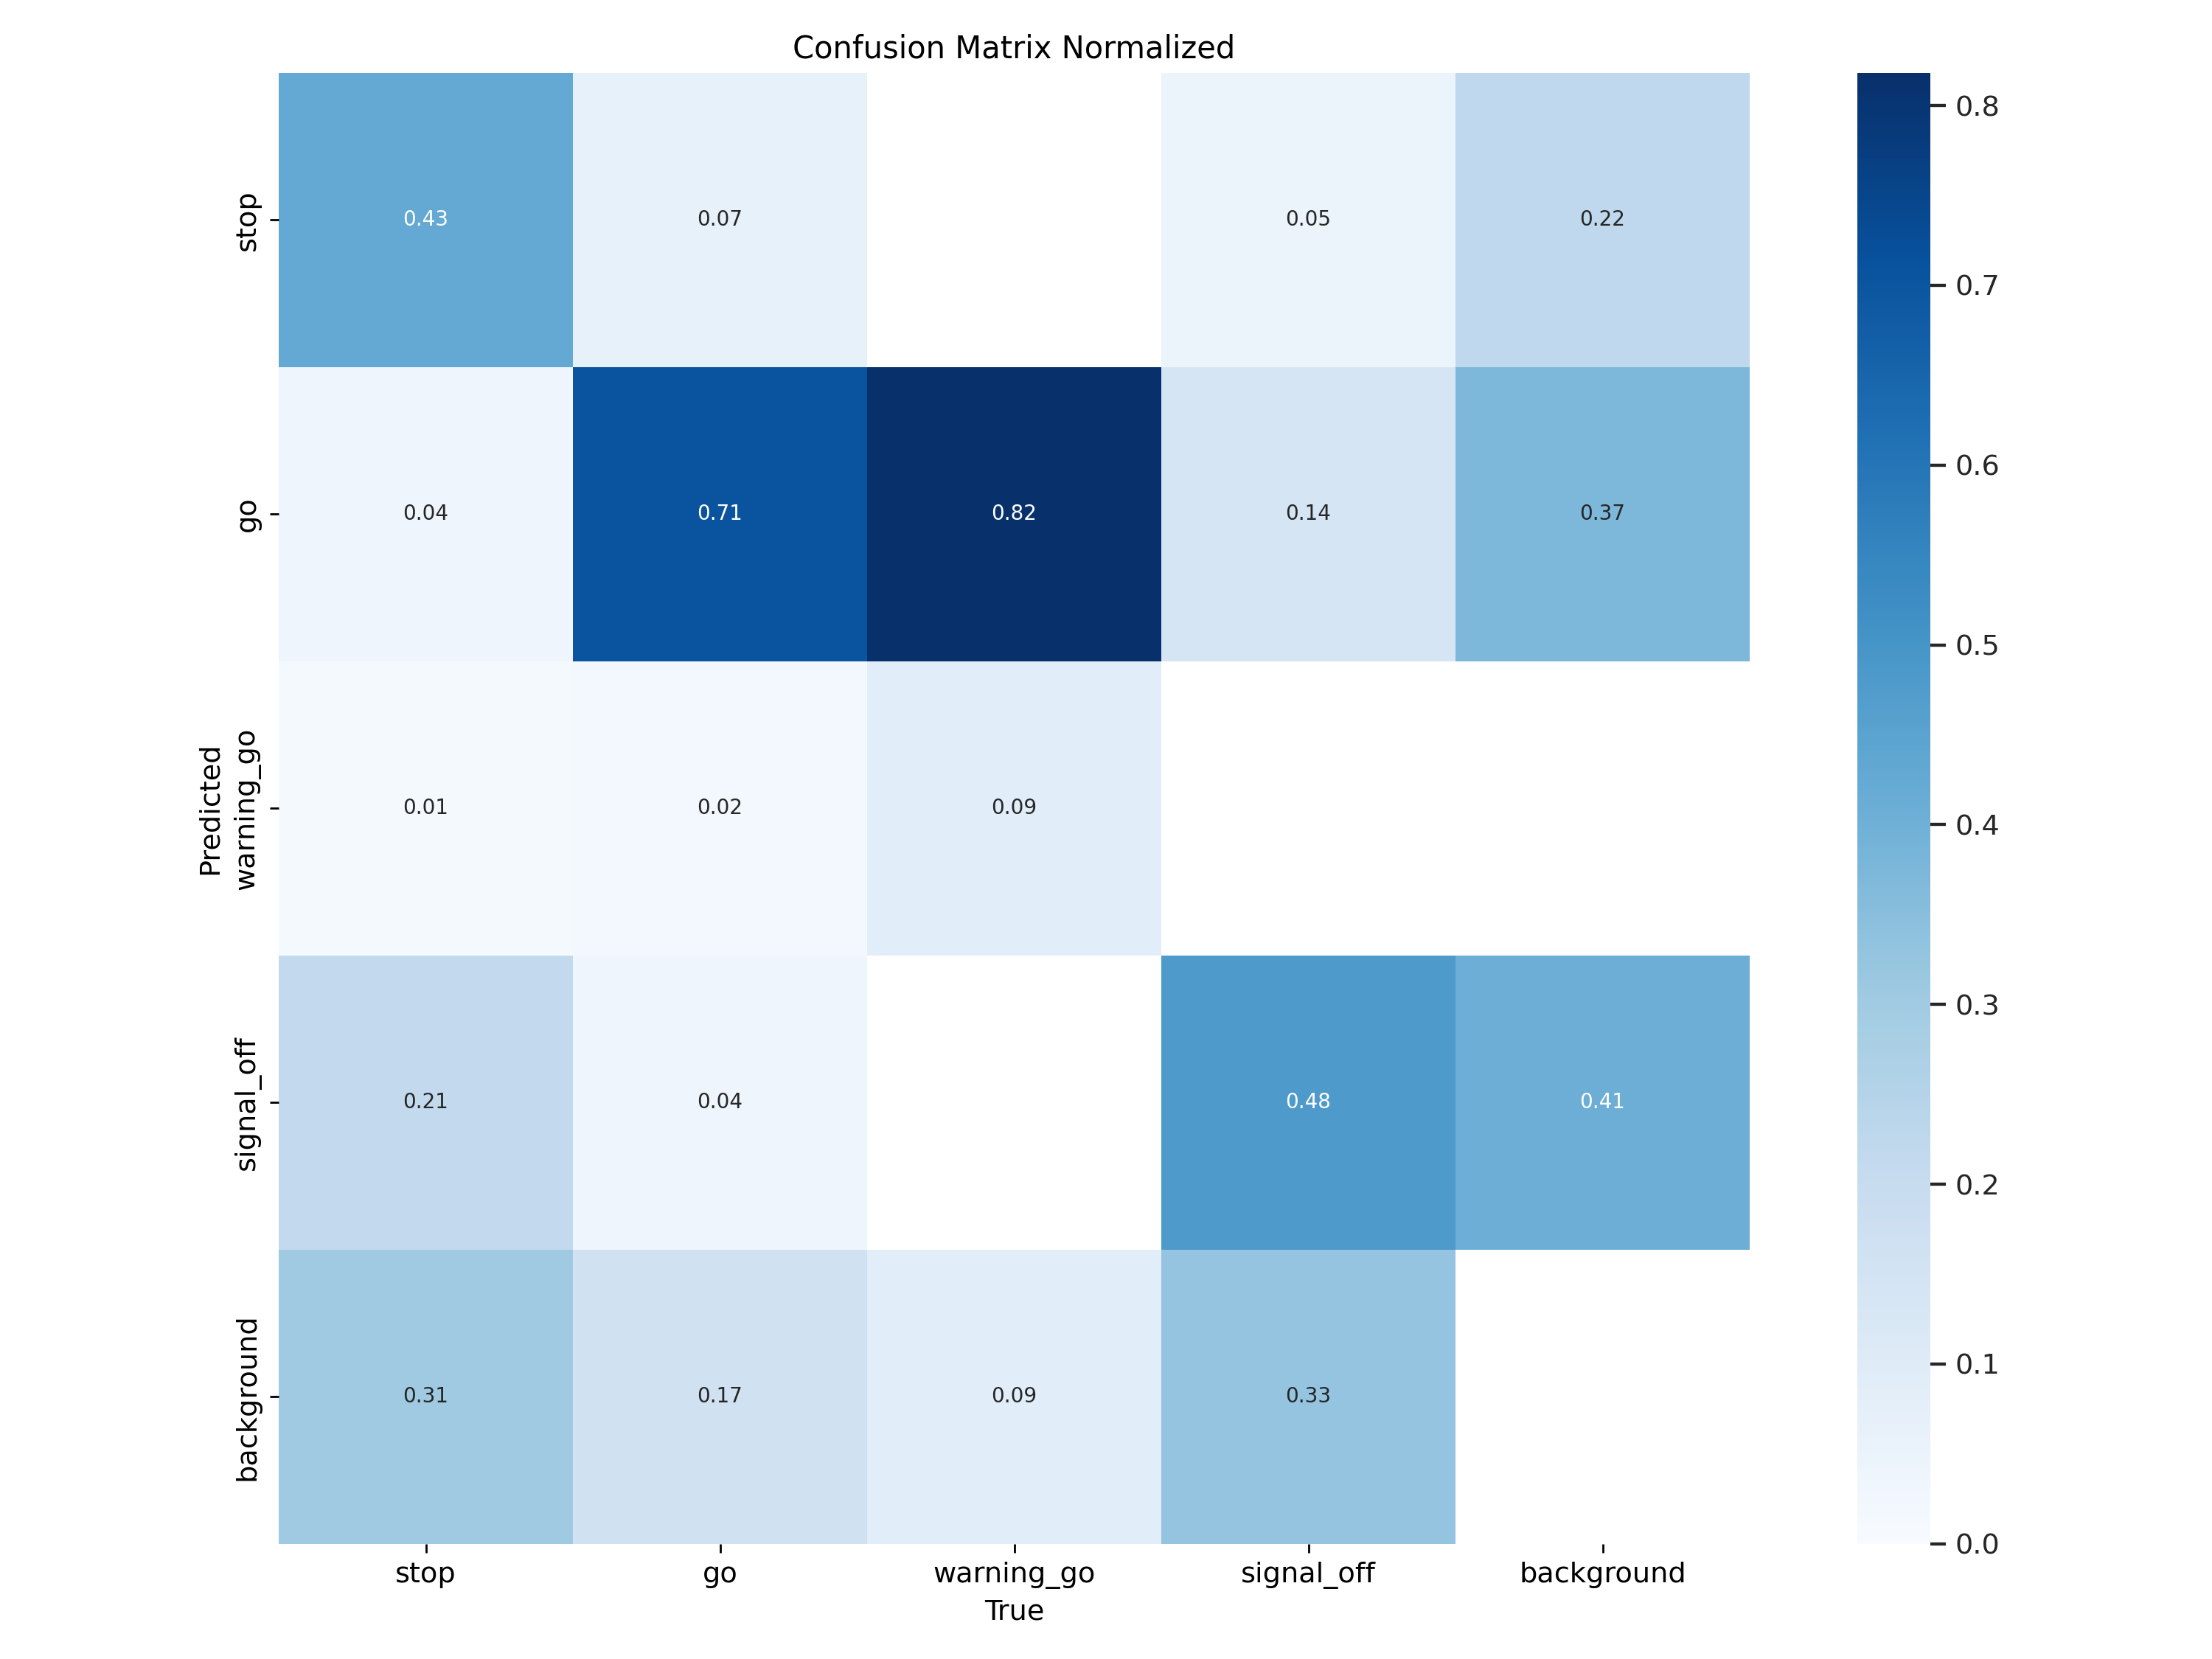 Confusion Matrix Normalized
stop
0.43
0.07
0.05
0.22
go
0.04
0.71
0.82
0.14
0.37
Predicted
warning_go
0.01
0.02
0.09
signal_off
0.21
0.04
0.48
0.41
background
0.31
0.17
0.09
0.33
stop
go
warning_go
signal_off
background
True
0.8
0.7
0.6
0.5
0.4
0.3
0.2
0.1
0.0